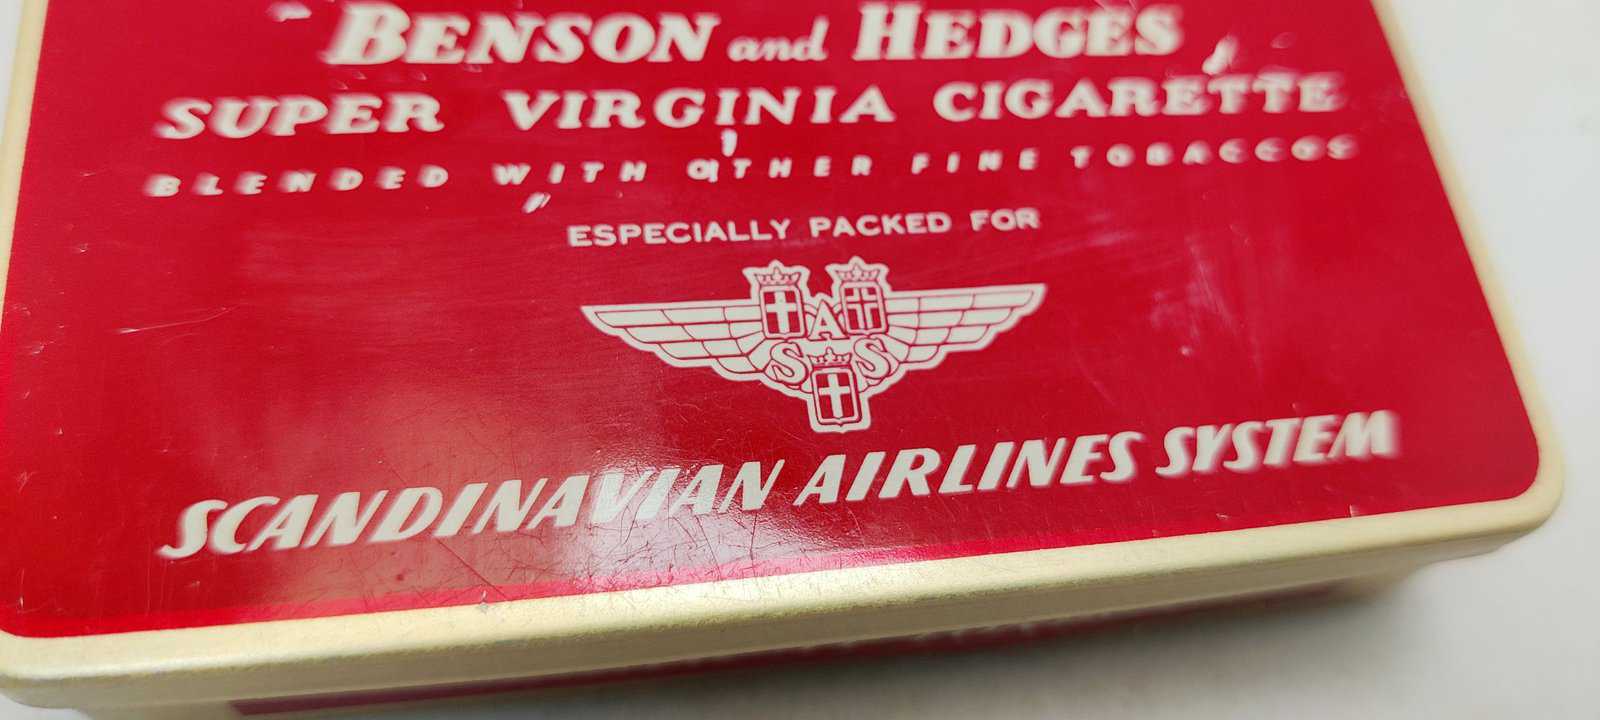 BENSON and HEDGES
SUPER VIRGINIA CIGARETTE
BLENDED WITH OTHER FINE TOBACCOS
ESPECIALLY PACKED FOR
SAS
SCANDINAVIAN AIRLINES SYSTEM